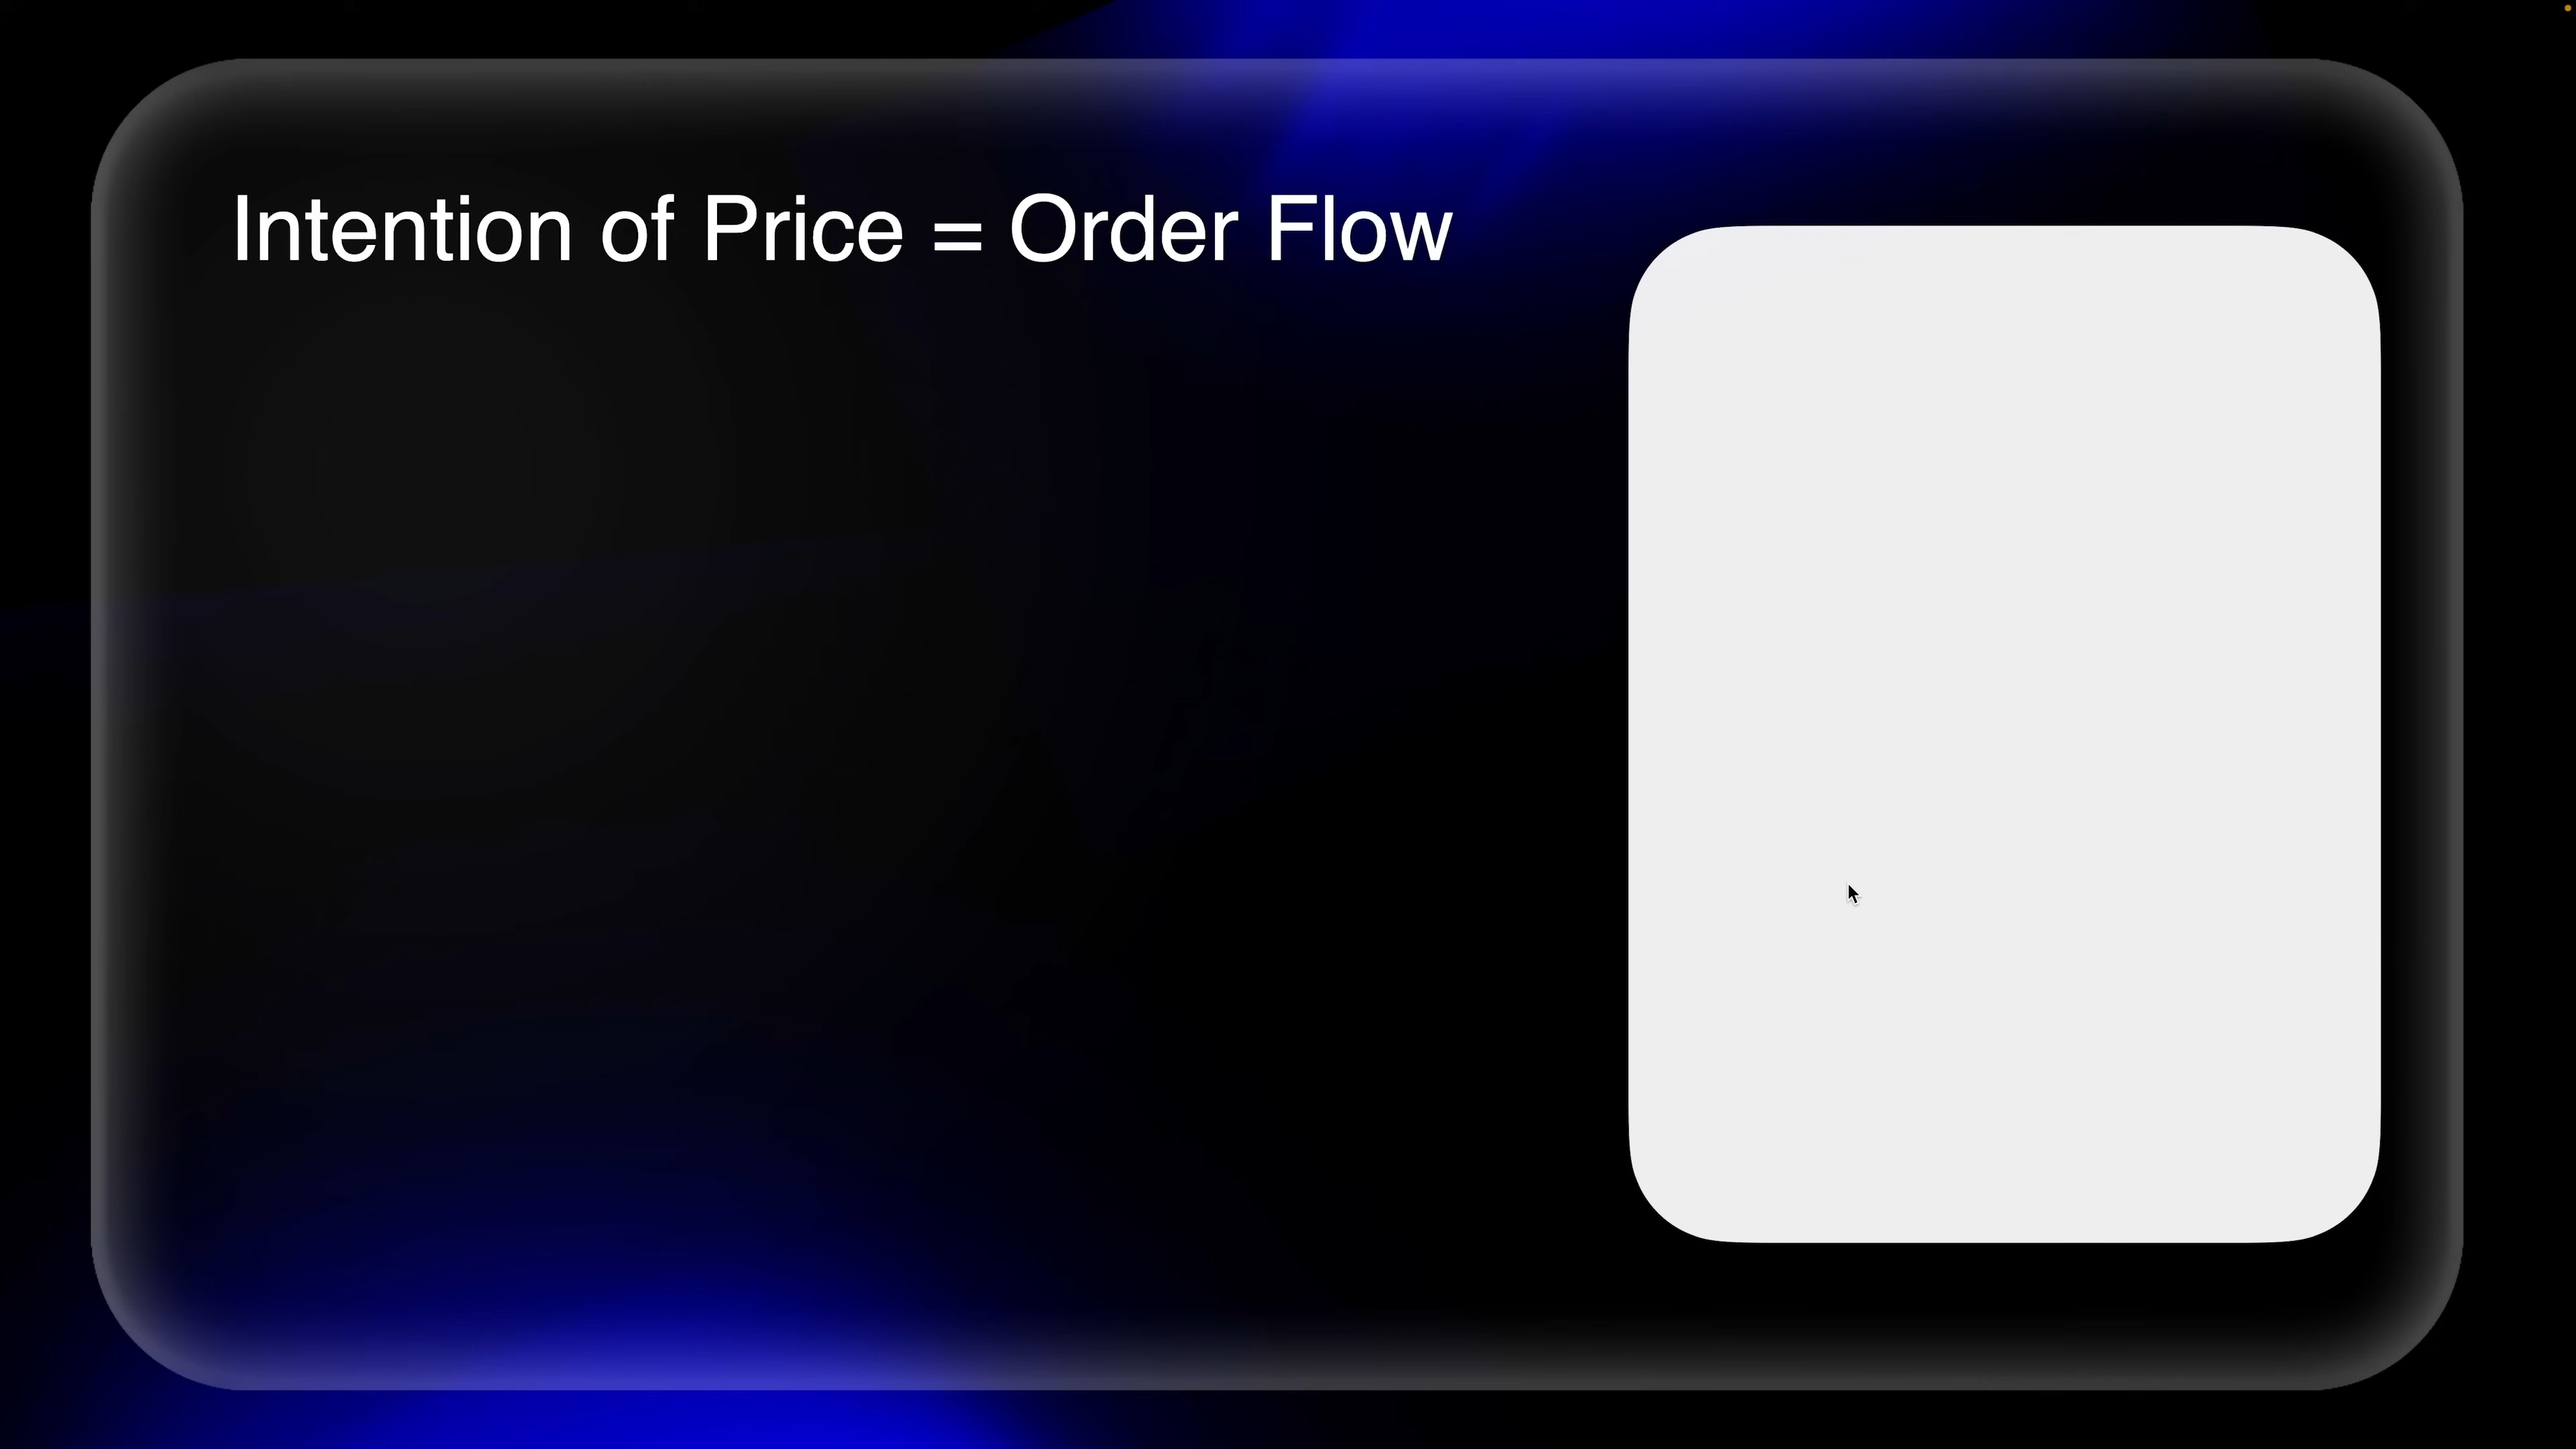 Intention of Price = Order Flow